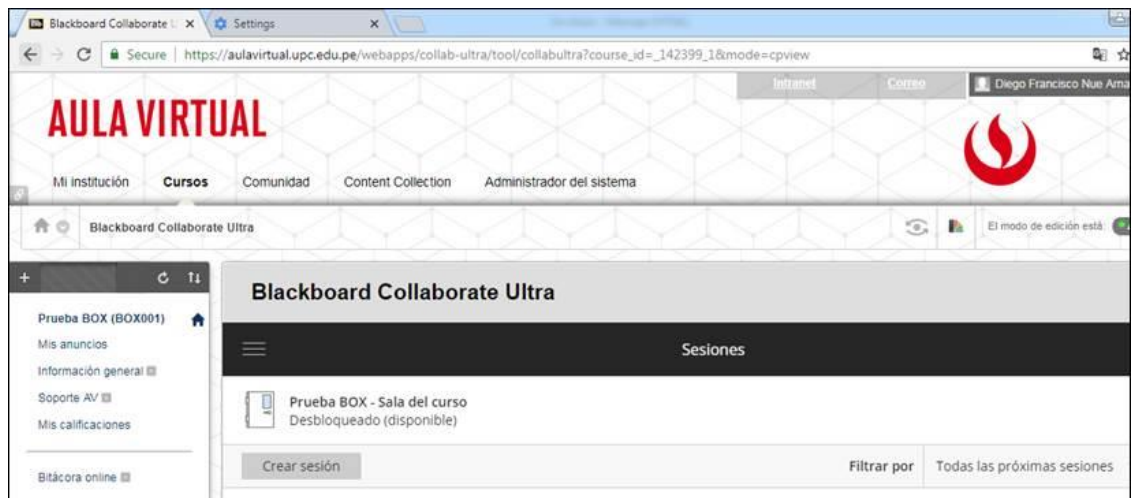 Blackboard Collaborate U
Settings
Secure | https://aulavirtual.upc.edu.pe/webapps/collab-ultra/tool/collabultra?course_id=_142399_1&mode=cpview
Intranet Correo Diego Francisco Nue Ama
AULA VIRTUAL
Mi institución Cursos Comunidad Content Collection Administrador del sistema
Blackboard Collaborate Ultra El modo de edición está:
Blackboard Collaborate Ultra
Prueba BOX (BOX001)
Mis anuncios
Información general
Soporte AV
Mis calificaciones
Bitácora online
Sesiones
Prueba BOX - Sala del curso
Desbloqueado (disponible)
Crear sesión Filtrar por Todas las próximas sesiones